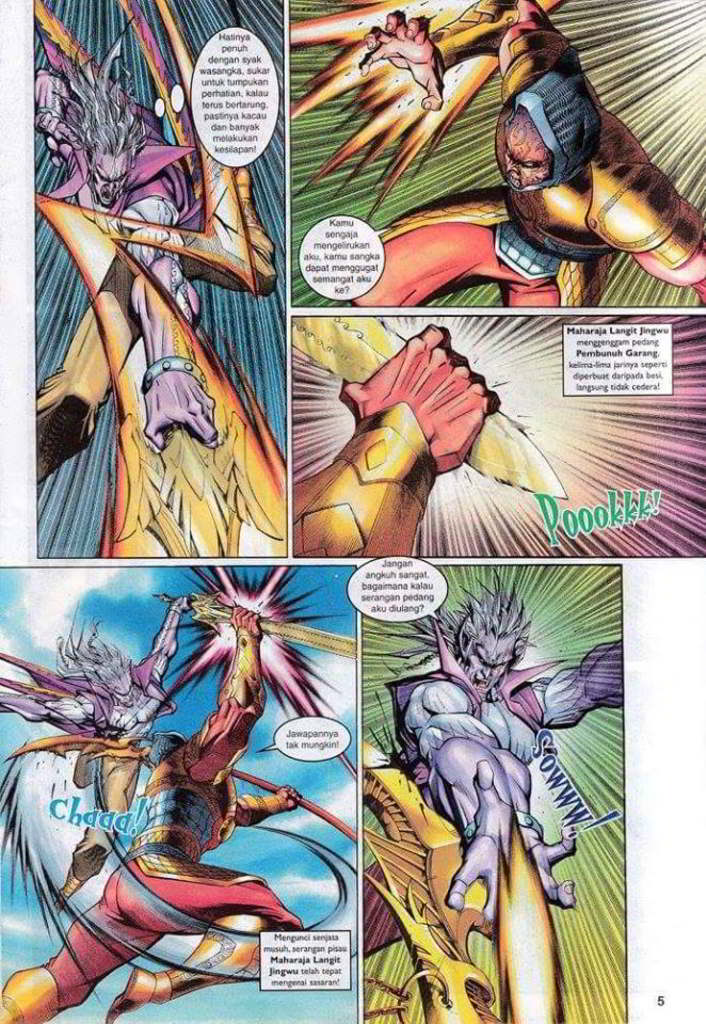 Hatinya
penuh
dengan syak
wasangka, sukar
untuk tumpukan
perhatian, kalau
terus bertarung,
pastinya kacau
dan banyak
melakukan
kesilapan!
Kamu
sengaja
mengelirukan
aku, kamu sangka
dapat menggugat
semangat aku
ke?
Maharaja Langit Jingwu
menggenggam pedang
Pembunuh Garang,
kelima-lima jarinya seperti
diperbuat daripada besi,
langsung tidak cedera!
Poookkk!
Jawapannya
tak mungkin!
Chaaa!
Mengunci senjata
musuh, serangan pisau
Maharaja Langit
Jingwu telah tepat
mengenai sasaran!
Jangan
angkuh sangat,
bagaimana kalau
serangan pedang
aku diulang?
Sowww!
5